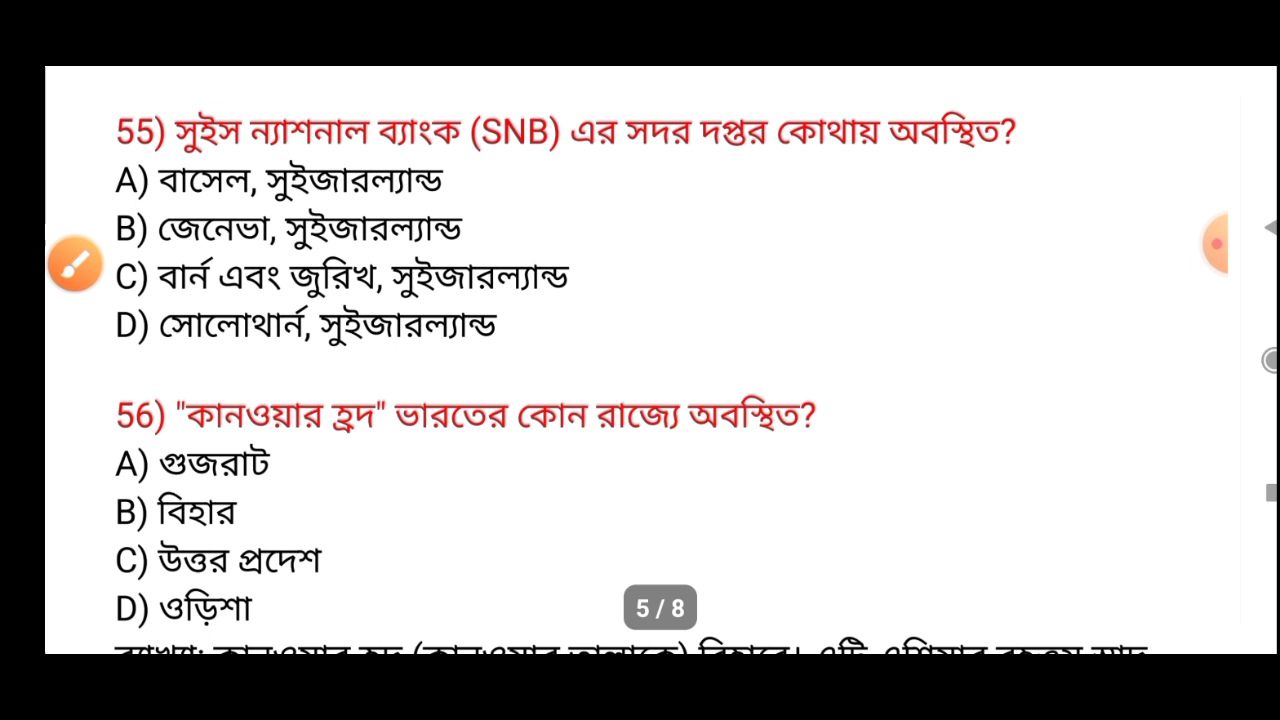 55) সুইস ন্যাশনাল ব্যাংক (SNB) এর সদর দপ্তর কোথায় অবস্থিত?
A) বাসেল, সুইজারল্যান্ড
B) জেনেভা, সুইজারল্যান্ড
C) বার্ন এবং জুরিখ, সুইজারল্যান্ড
D) সোলোথার্ন, সুইজারল্যান্ড
56) "কানওয়ার হ্রদ" ভারতের কোন রাজ্যে অবস্থিত?
A) গুজরাট
B) বিহার
C) উত্তর প্রদেশ
D) ওড়িশা
5 / 8